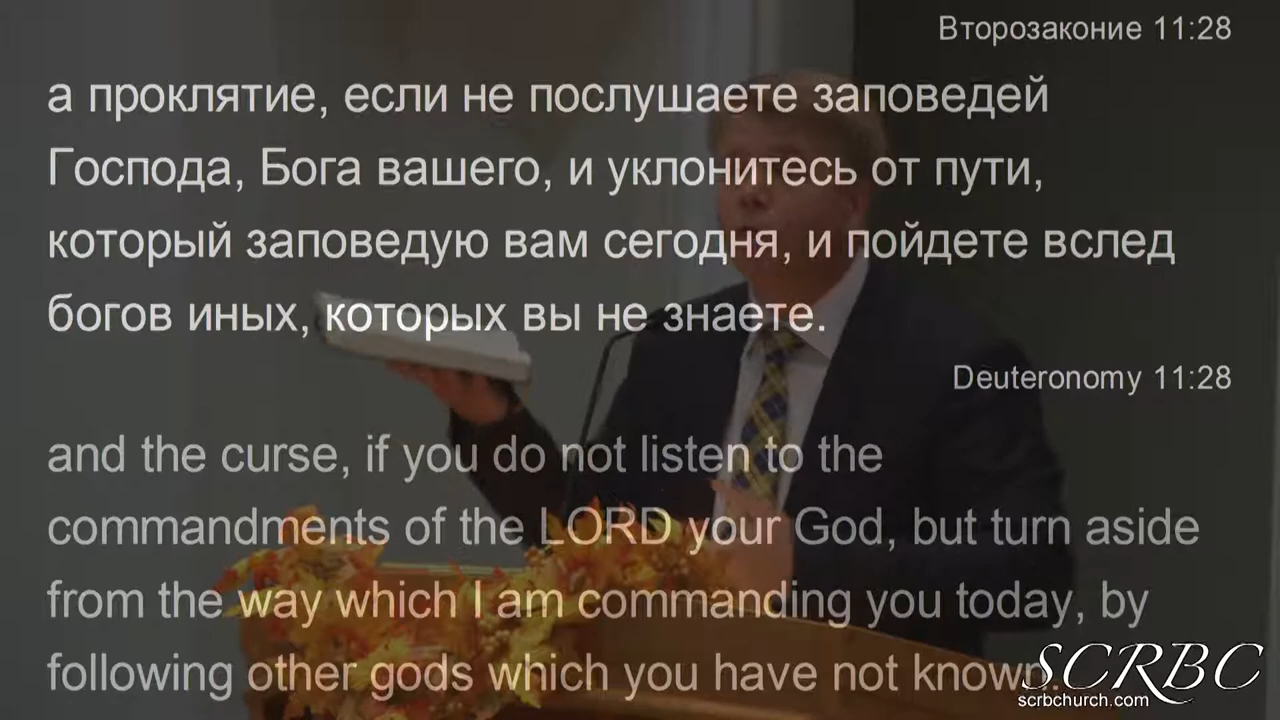 Второзаконие 11:28
а проклятие, если не послушаете заповедей
Господа, Бога вашего, и уклонитесь от пути,
который заповедую вам сегодня, и пойдете вслед
богов иных, которых вы не знаете.
Deuteronomy 11:28
and the curse, if you do not listen to the
commandments of the LORD your God, but turn aside
from the way which I am commanding you today, by
following other gods which you have not known.
SCRBC
scrbchurch.com